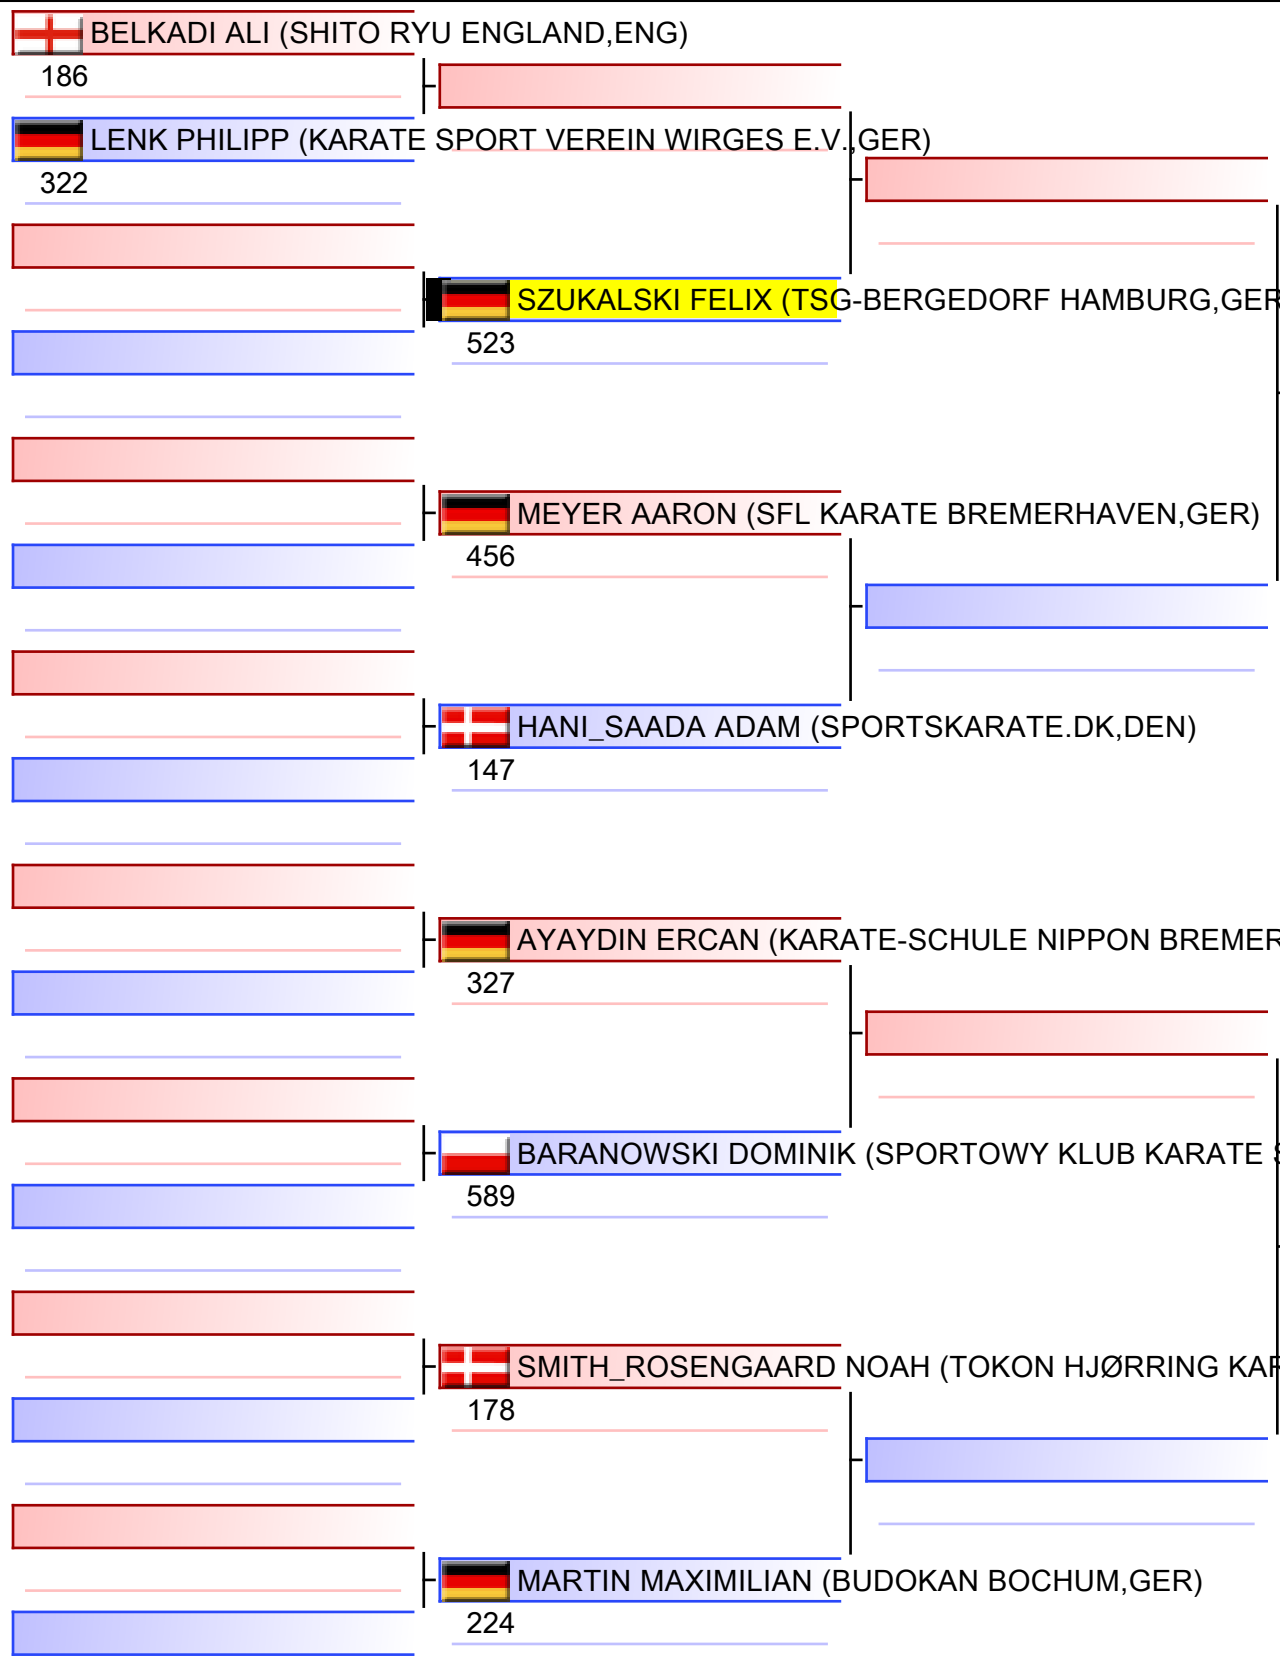 BELKADI ALI (SHITO RYU ENGLAND,ENG)
186
LENK PHILIPP (KARATE SPORT VEREIN WIRGES E.V.,GER)
322
SZUKALSKI FELIX (TSG-BERGEDORF HAMBURG,GER
523
MEYER AARON (SFL KARATE BREMERHAVEN,GER)
456
HANI_SAADA ADAM (SPORTSKARATE.DK,DEN)
147
AYAYDIN ERCAN (KARATE-SCHULE NIPPON BREMER
327
BARANOWSKI DOMINIK (SPORTOWY KLUB KARATE
589
SMITH_ROSENGAARD NOAH (TOKON HJØRRING KAR
178
MARTIN MAXIMILIAN (BUDOKAN BOCHUM,GER)
224